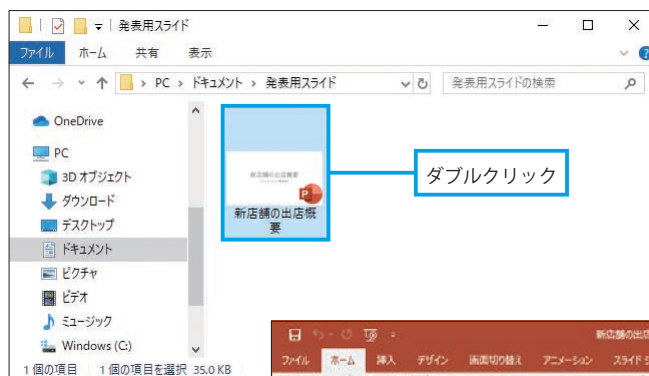 発表用スライド
ファイル ホーム 共有 表示
PC › ドキュメント › 発表用スライド 発表用スライドの検索
OneDrive
PC
3D オブジェクト
ダウンロード
デスクトップ
ドキュメント
ピクチャ
ビデオ
ミュージック
Windows (C:)
新店舗の出店概要
新店舗の出店概
要
ダブルクリック
1 個の項目 1 個の項目を選択 35.0 KB
新店舗の出店
ファイル ホーム 挿入 デザイン 画面切り替え アニメーション スライド